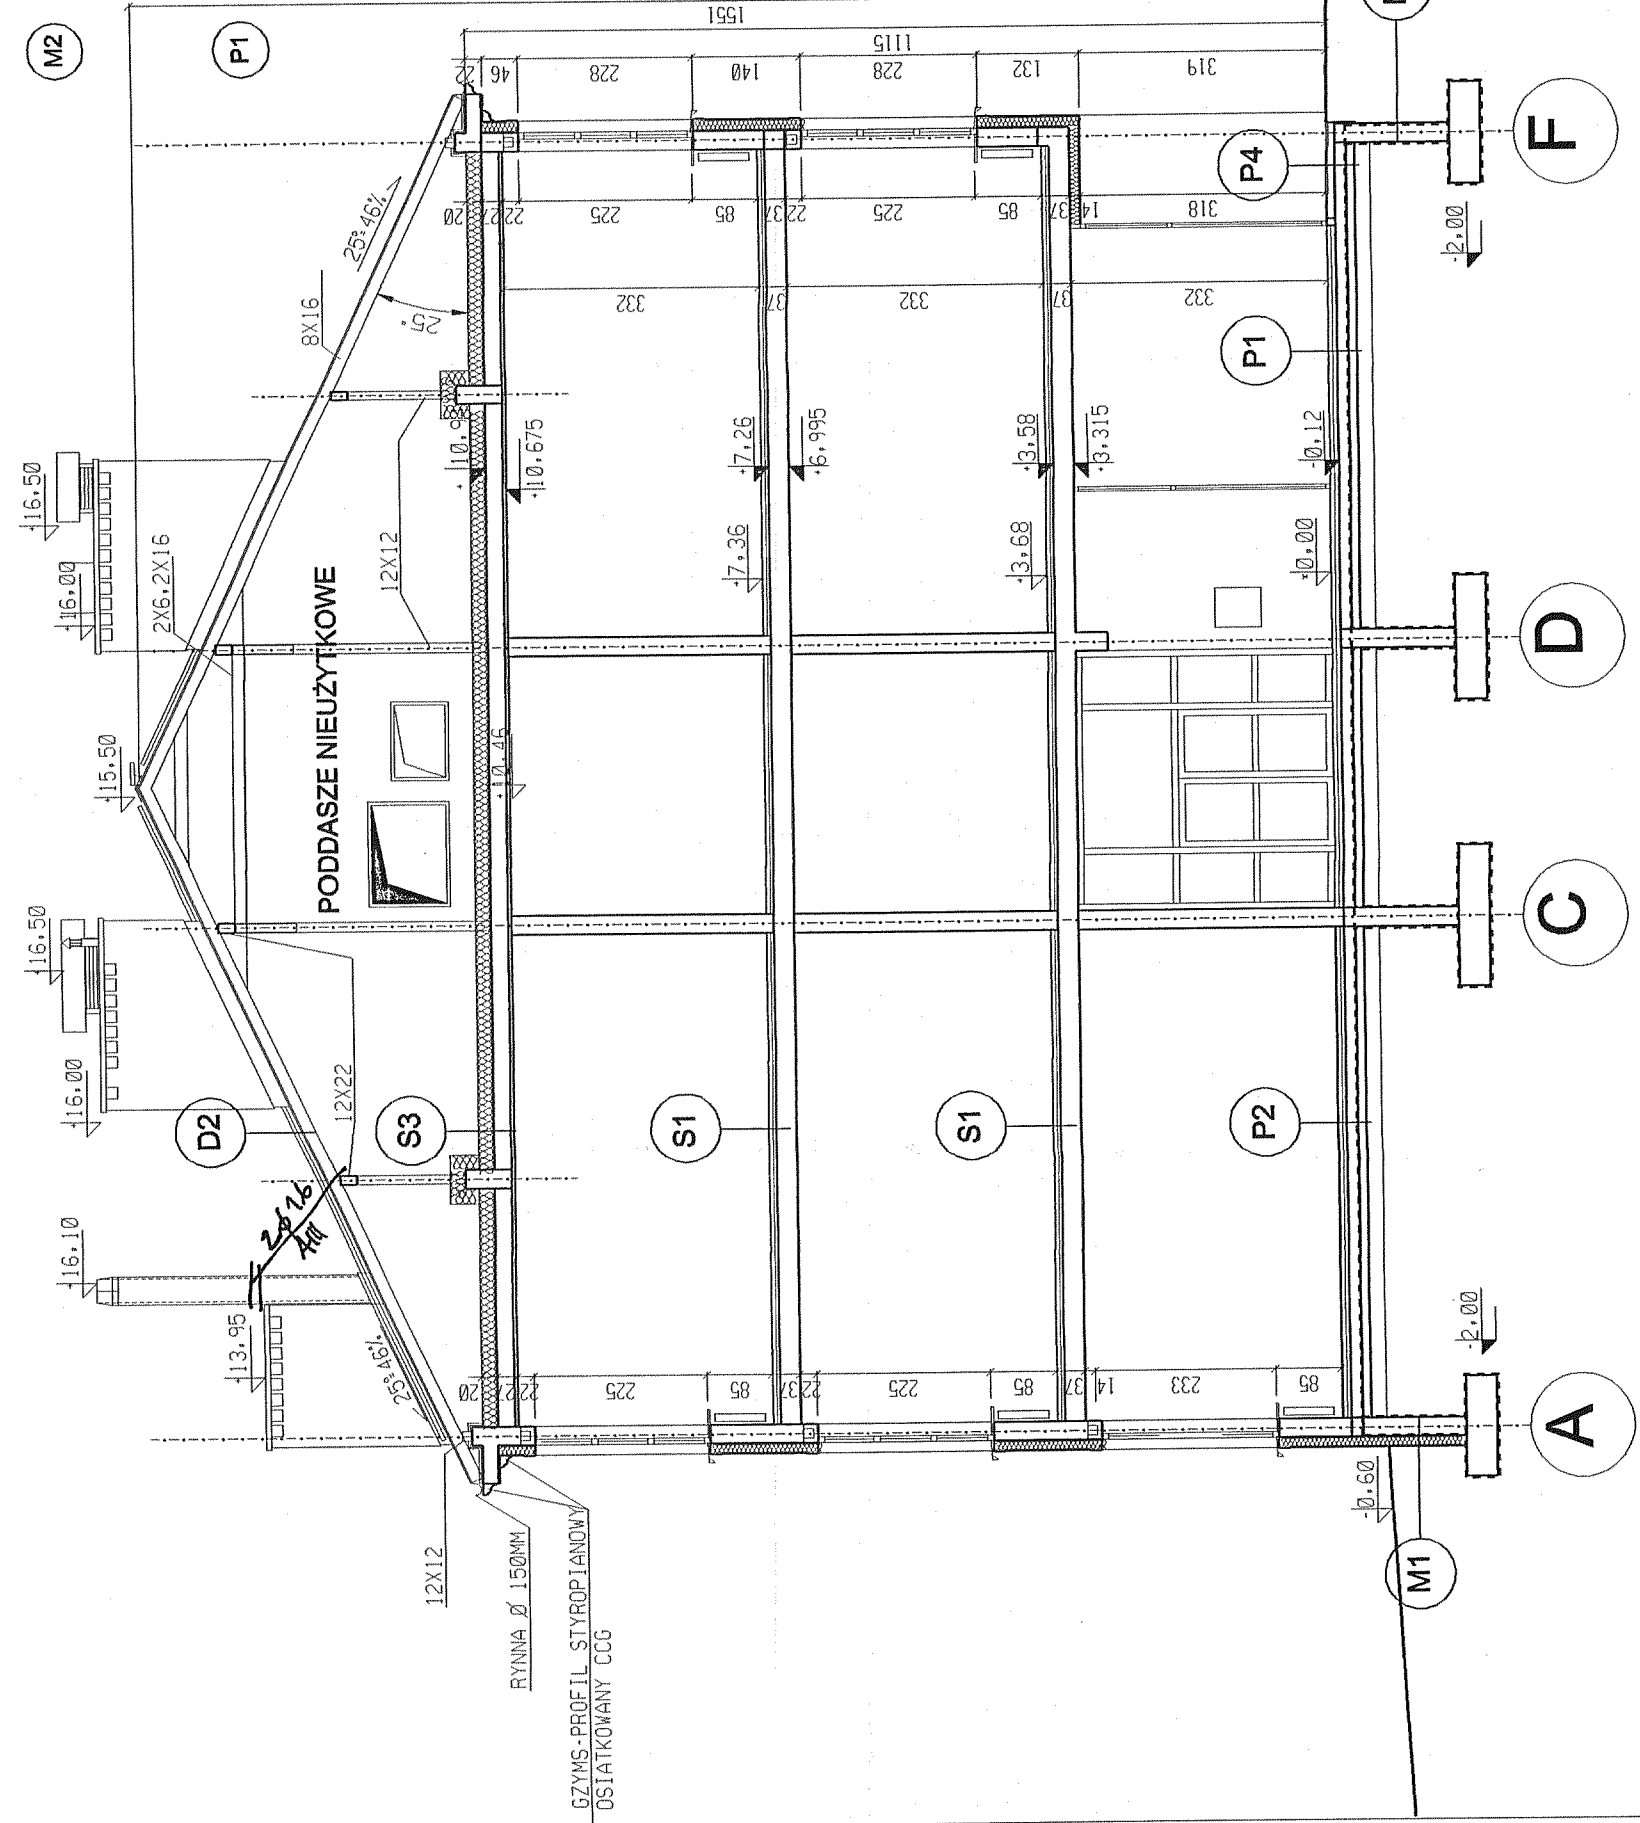 M2
P1
1551
1115
22
46
228
140
228
132
319
+16.50
+16.00
2X6,2X16
8X16
25°=46%
25°
12X12
+15.50
PODDASZE NIEUŻYTKOWE
+16.50
+16.00
D2
12X22
S3
2ø16
AIII
+16.10
+13.95
25°=46%
12X12
RYNNA Ø 150MM
GZYMS-PROFIL STYROPIANOWY
OSIATKOWANY CCG
+10.675
+10.46
20
22
225
85
37
22
225
85
37
14
318
332
37
332
37
332
+7.26
+6.995
+7.36
+3.58
+3.315
+3.68
-0.12
±0.00
S1
S1
P2
P1
P4
20
22
225
85
37
22
225
85
37
14
233
85
-2.00
-2.00
-0.60
M1
A
C
D
F